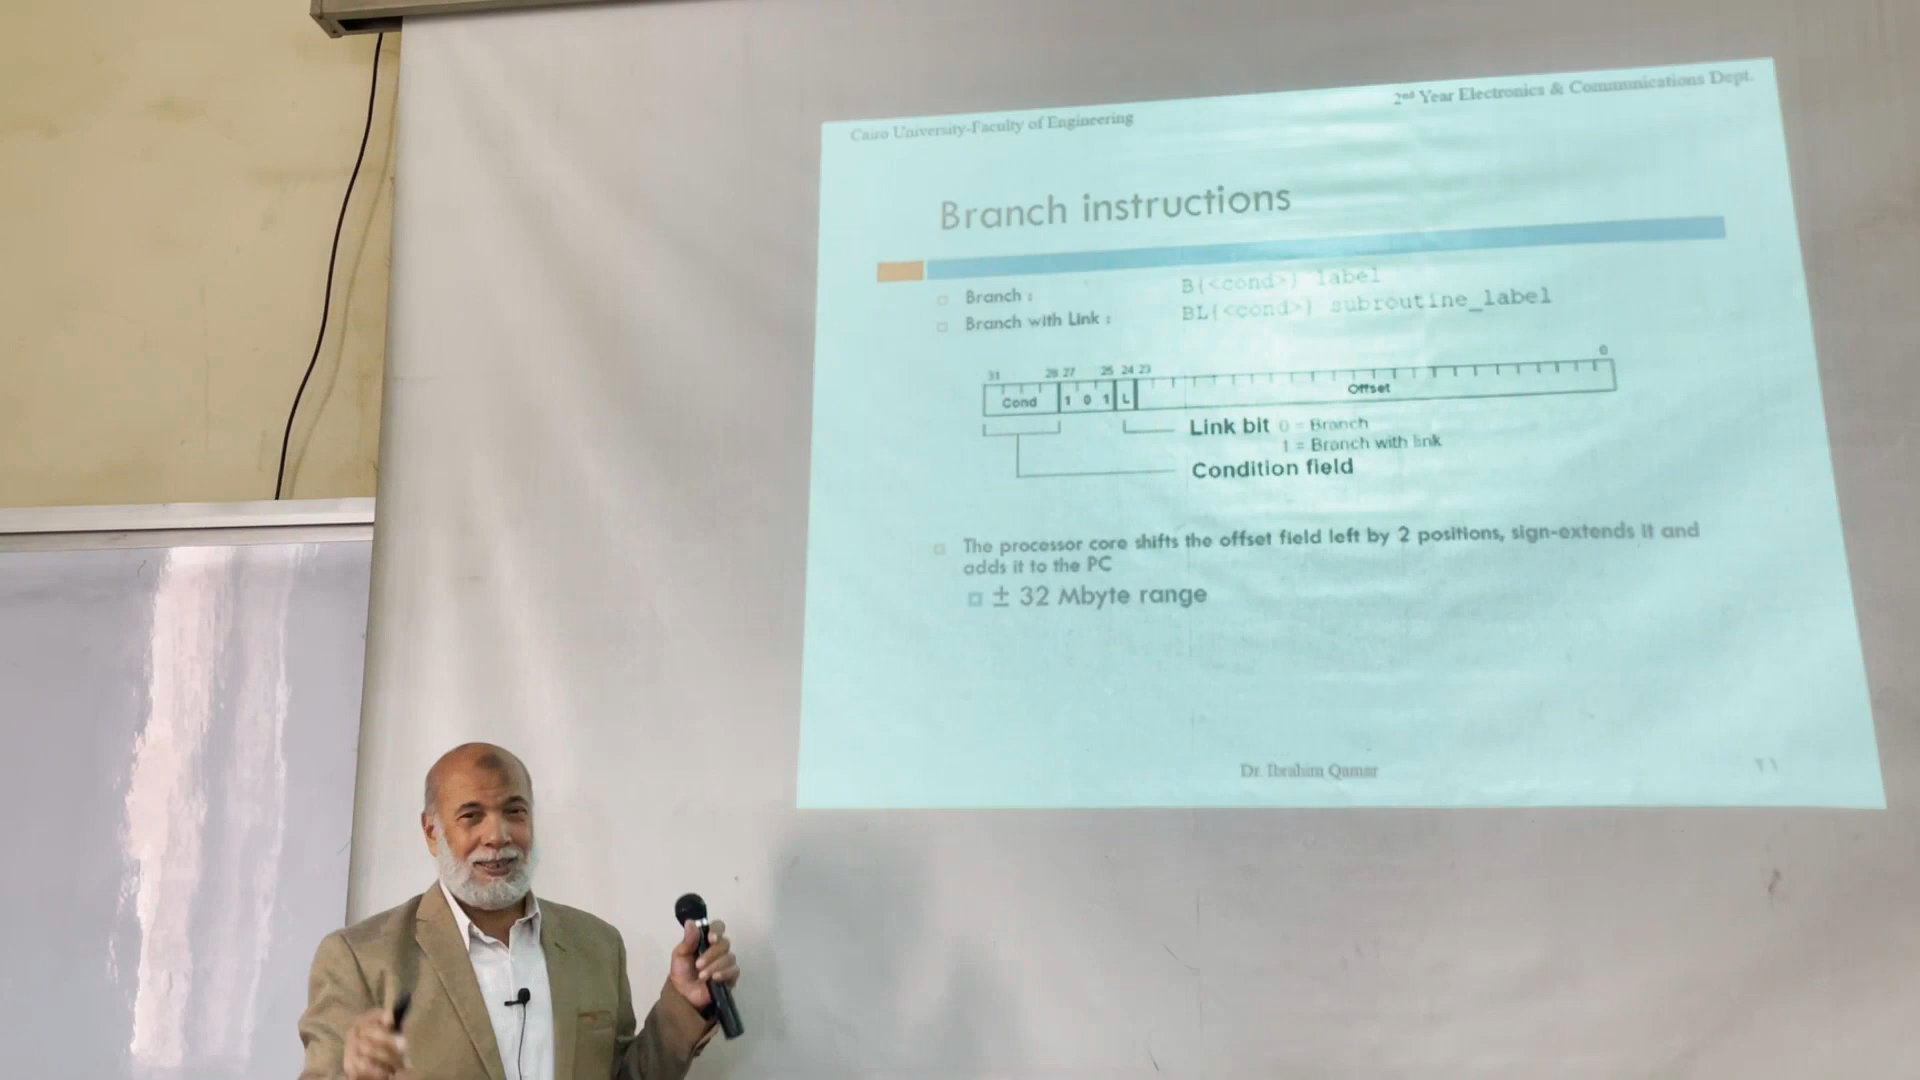 Cairo University-Faculty of Engineering
2nd Year Electronics & Communications Dept.
Branch instructions
Branch : B{<cond>} label
Branch with Link : BL{<cond>} subroutine_label
31 28 27 25 24 23 0
Cond 1 0 1 L Offset
Link bit 0 = Branch
1 = Branch with link
Condition field
The processor core shifts the offset field left by 2 positions, sign-extends it and
adds it to the PC
± 32 Mbyte range
Dr. Ibrahim Qamar
٢١